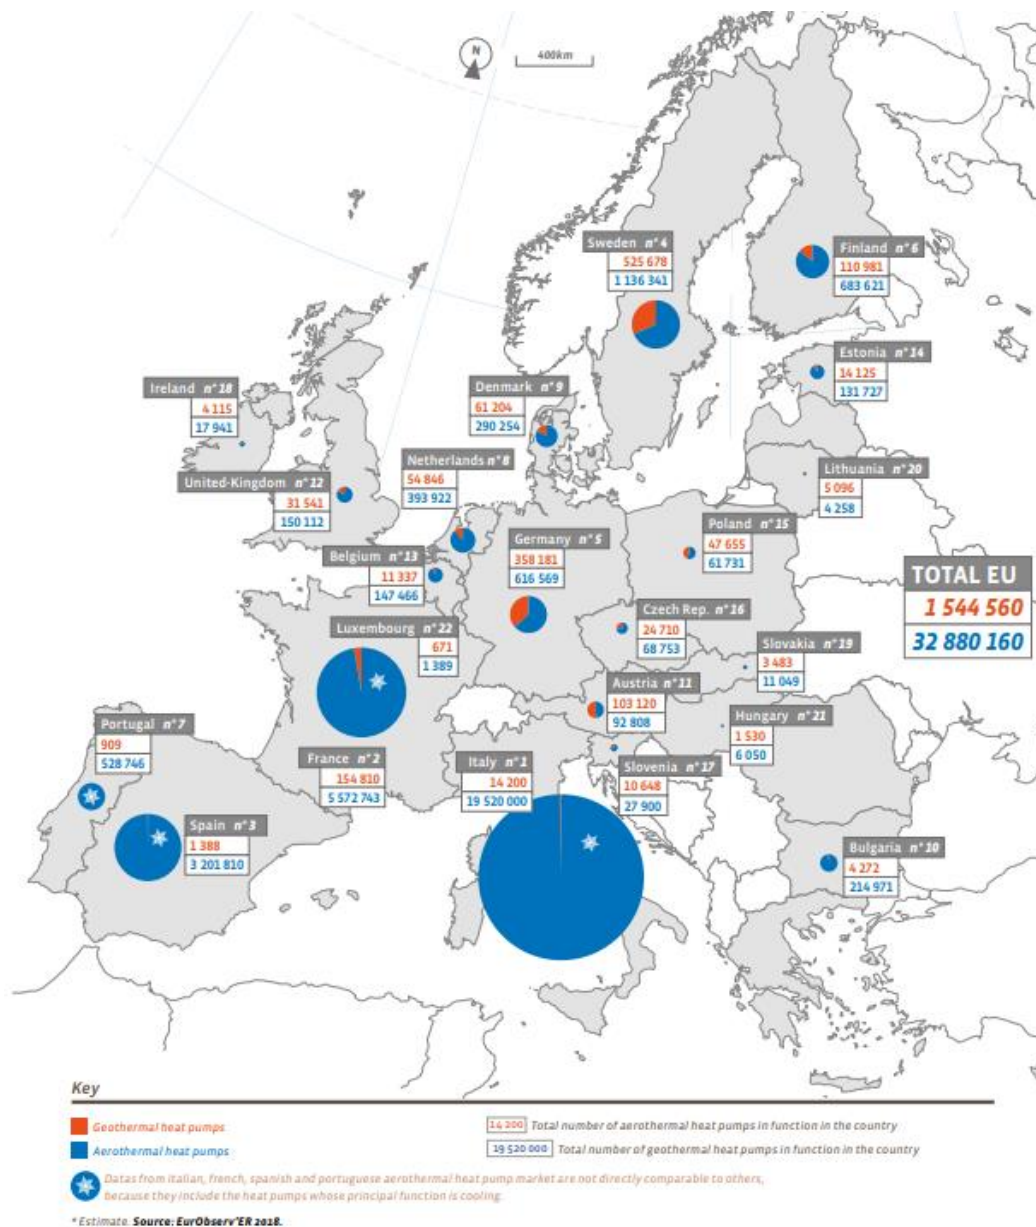 N
400km
Sweden n°4
525 678
1 136 341
Finland n°6
110 981
683 621
Estonia n°14
14 125
131 727
Ireland n°18
4 115
17 941
Denmark n°9
61 204
290 254
Netherlands n°8
54 846
393 922
Lithuania n°20
5 096
4 258
United-Kingdom n°12
31 541
150 112
Poland n°15
47 655
61 731
Germany n°5
358 181
616 569
Belgium n°13
11 337
147 466
TOTAL EU
1 544 560
32 880 160
Czech Rep. n°16
24 710
68 753
Luxembourg n°22
671
1 389
Slovakia n°19
3 483
11 049
Austria n°11
103 120
92 808
Hungary n°21
1 530
6 050
Portugal n°7
909
528 746
France n°2
154 810
5 572 743
Italy n°1
14 200
19 520 000
Slovenia n°17
10 648
27 900
Spain n°3
1 388
3 201 810
Bulgaria n°10
4 272
214 971
Key
Geothermal heat pumps
14 200 Total number of aerothermal heat pumps in function in the country
Aerothermal heat pumps
19 520 000 Total number of geothermal heat pumps in function in the country
Datas from italian, french, spanish and portuguese aerothermal heat pump market are not directly comparable to others,
because they include the heat pumps whose principal function is cooling.
* Estimate. Source: EurObserv'ER 2018.